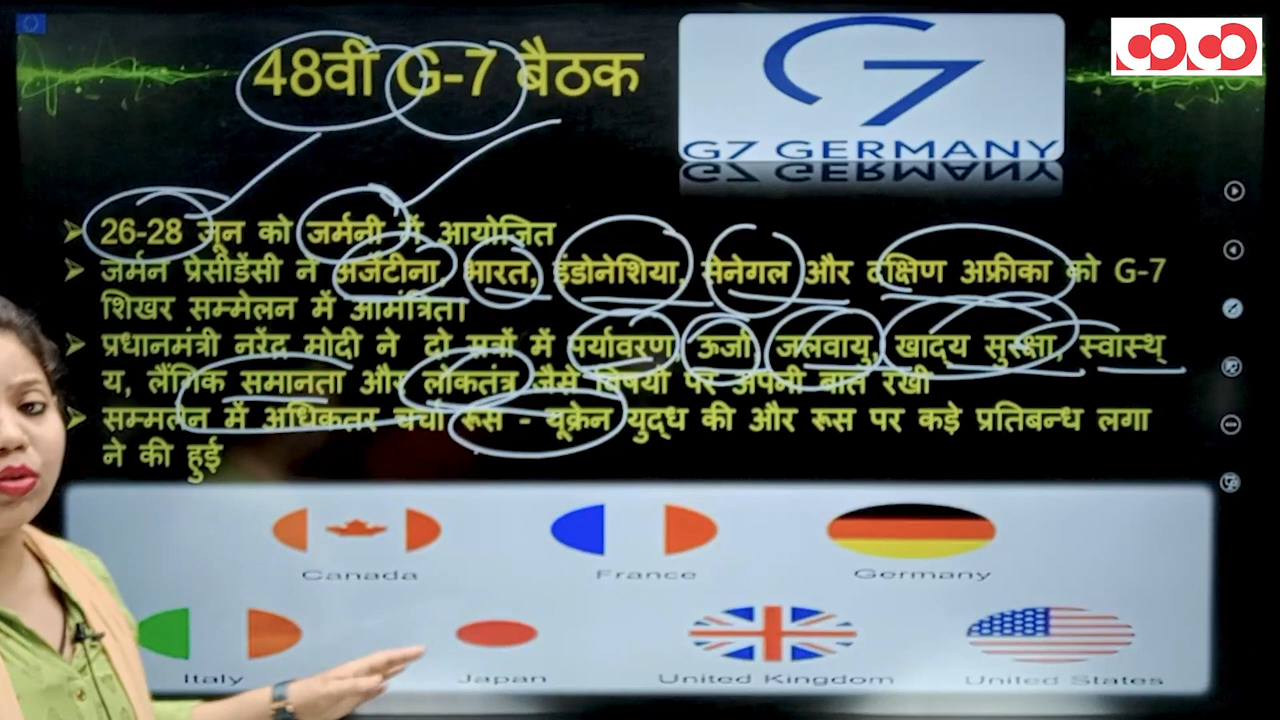 48वी G-7 बैठक
G7 GERMANY
26-28 जून को जर्मनी में आयोजित
जर्मन प्रेसीडेंसी ने अर्जेंटीना, भारत, इंडोनेशिया, सेनेगल और दक्षिण अफ्रीका को G-7
शिखर सम्मेलन में आमंत्रित।
प्रधानमंत्री नरेंद्र मोदी ने दो सत्रों में पर्यावरण, ऊर्जा, जलवायु, खाद्य सुरक्षा, स्वास्थ्
य, लैंगिक समानता और लोकतंत्र जैसे विषयों पर अपनी बात रखी
सम्मलेन में अधिकतर चर्चा रूस - यूक्रेन युद्ध की और रूस पर कड़े प्रतिबन्ध लगा
ने की हुई
Canada France Germany
Italy Japan United Kingdom United States